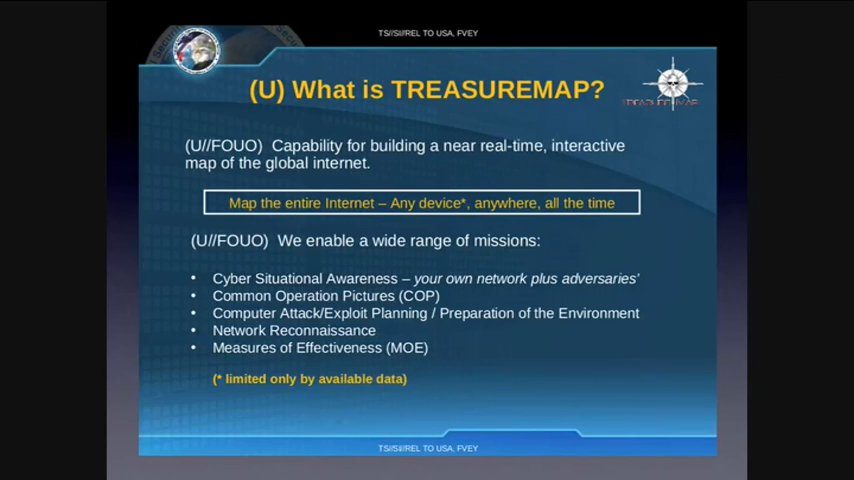 TS//SI//REL TO USA, FVEY
(U) What is TREASUREMAP?
(U//FOUO) Capability for building a near real-time, interactive
map of the global internet.
Map the entire Internet – Any device*, anywhere, all the time
(U//FOUO) We enable a wide range of missions:
• Cyber Situational Awareness – your own network plus adversaries'
• Common Operation Pictures (COP)
• Computer Attack/Exploit Planning / Preparation of the Environment
• Network Reconnaissance
• Measures of Effectiveness (MOE)
(* limited only by available data)
TS//SI//REL TO USA, FVEY